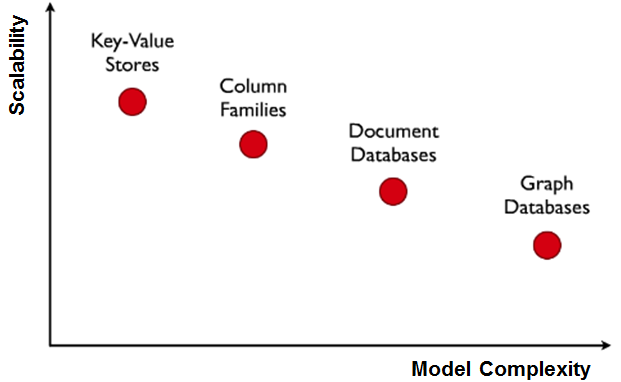 Scalability
Key-Value
Stores
Column
Families
Document
Databases
Graph
Databases
Model Complexity